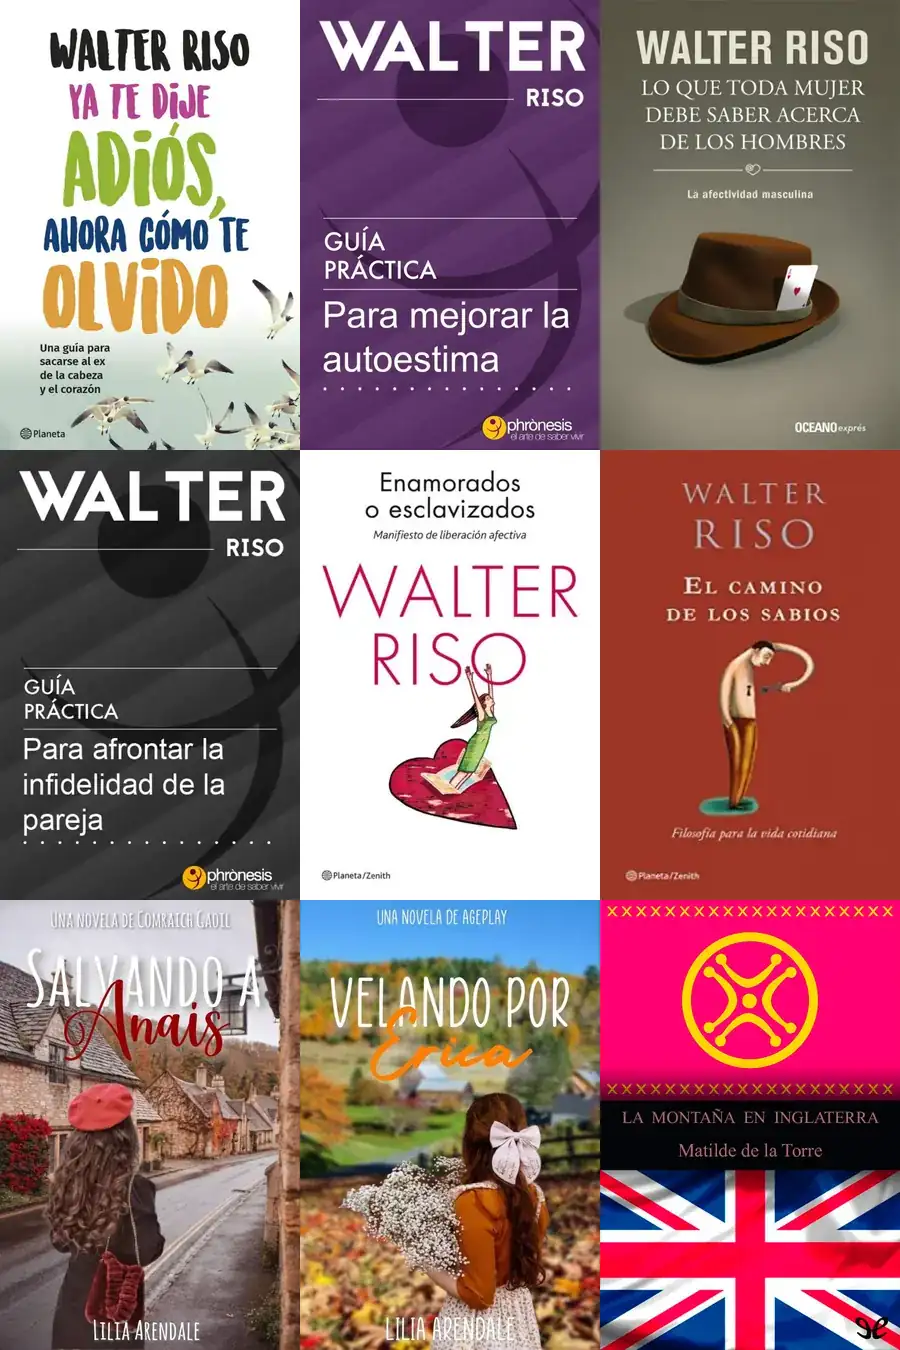 WALTER RISO
YA TE DIJE
ADIÓS,
AHORA CÓMO TE
OLVIDO
Una guía para
sacarse al ex
de la cabeza
y el corazón
Planeta
WALTER
RISO
GUÍA
PRÁCTICA
Para mejorar la
autoestima
phrònesis
el arte de saber vivir
WALTER RISO
LO QUE TODA MUJER
DEBE SABER ACERCA
DE LOS HOMBRES
La afectividad masculina
OCEANO exprés
WALTER
RISO
GUÍA
PRÁCTICA
Para afrontar la
infidelidad de la
pareja
phrònesis
el arte de saber vivir
Enamorados
o esclavizados
Manifiesto de liberación afectiva
WALTER
RISO
Planeta/Zenith
WALTER
RISO
EL CAMINO
DE LOS SABIOS
Filosofía para la vida cotidiana
Planeta/Zenith
UNA NOVELA DE COMRAICH GADIL
SALVANDO A
Anais
LILIA ARENDALE
UNA NOVELA DE AGEPLAY
VELANDO POR
Erica
LILIA ARENDALE
LA MONTAÑA EN INGLATERRA
Matilde de la Torre